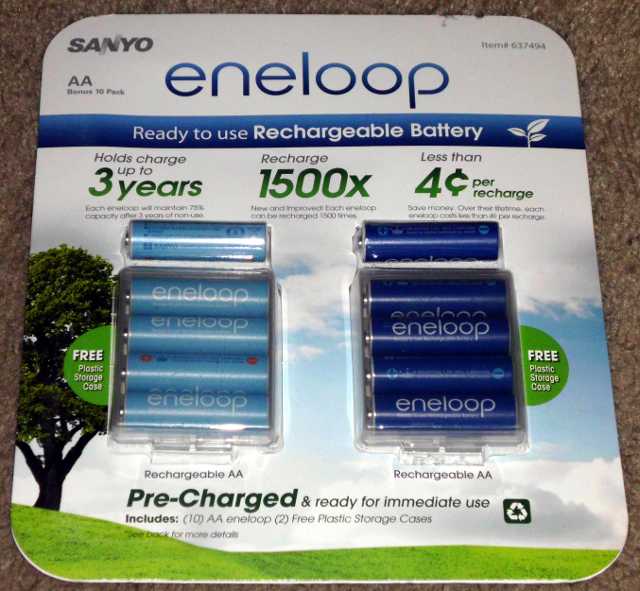 SANYO
Item# 637494
AA
Bonus 10 Pack
eneloop
Ready to use Rechargeable Battery
Holds charge
up to
3 years
Each eneloop will maintain 75%
capacity after 3 years of non-use.
Recharge
1500x
New and Improved! Each eneloop
can be recharged 1500 times.
Less than
4¢ per
recharge
Save money. Over their lifetime, each
eneloop costs less than 4¢ per recharge.
eneloop
eneloop
eneloop
eneloop
eneloop
eneloop
eneloop
FREE
Plastic
Storage
Case
FREE
Plastic
Storage
Case
Rechargeable AA
Rechargeable AA
Pre-Charged & ready for immediate use
Includes: (10) AA eneloop (2) Free Plastic Storage Cases
*See back for more details